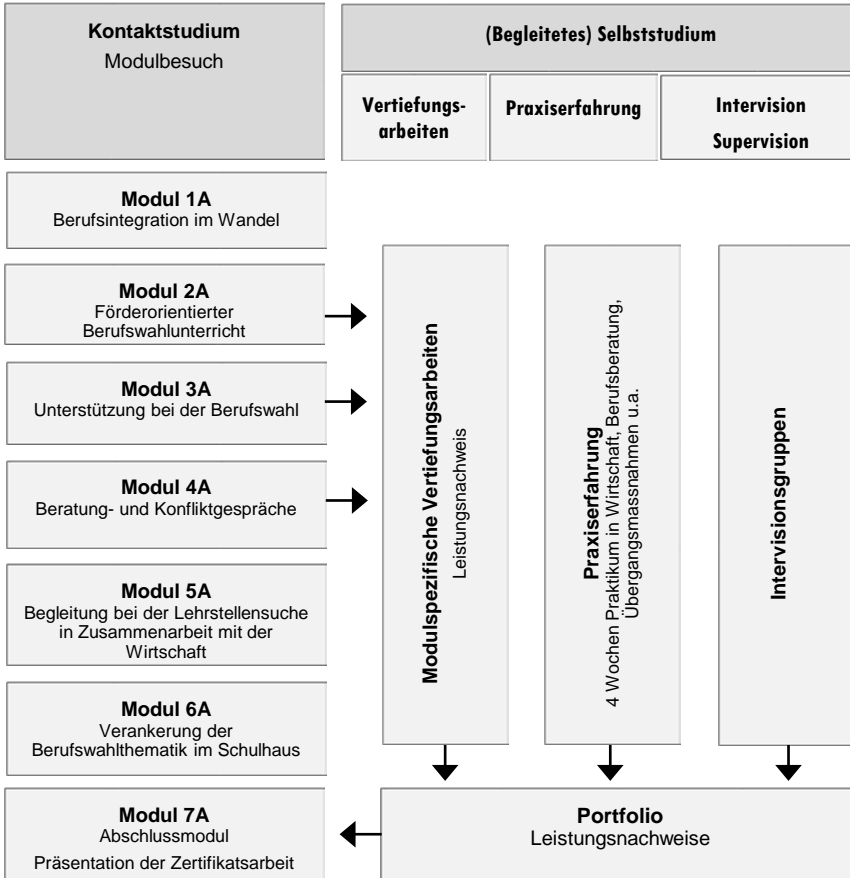 Kontaktstudium
Modulbesuch
(Begleitetes) Selbststudium
Vertiefungs-
arbeiten
Praxiserfahrung
Intervision
Supervision
Modul 1A
Berufsintegration im Wandel
Modul 2A
Förderorientierter
Berufswahlunterricht
Modul 3A
Unterstützung bei der Berufswahl
Modul 4A
Beratung- und Konfliktgespräche
Modul 5A
Begleitung bei der Lehrstellensuche
in Zusammenarbeit mit der
Wirtschaft
Modul 6A
Verankerung der
Berufswahlthematik im Schulhaus
Modulspezifische Vertiefungsarbeiten
Leistungsnachweis
Praxiserfahrung
4 Wochen Praktikum in Wirtschaft, Berufsberatung,
Übergangsmassnahmen u.a.
Intervisionsgruppen
Modul 7A
Abschlussmodul
Präsentation der Zertifikatsarbeit
Portfolio
Leistungsnachweise